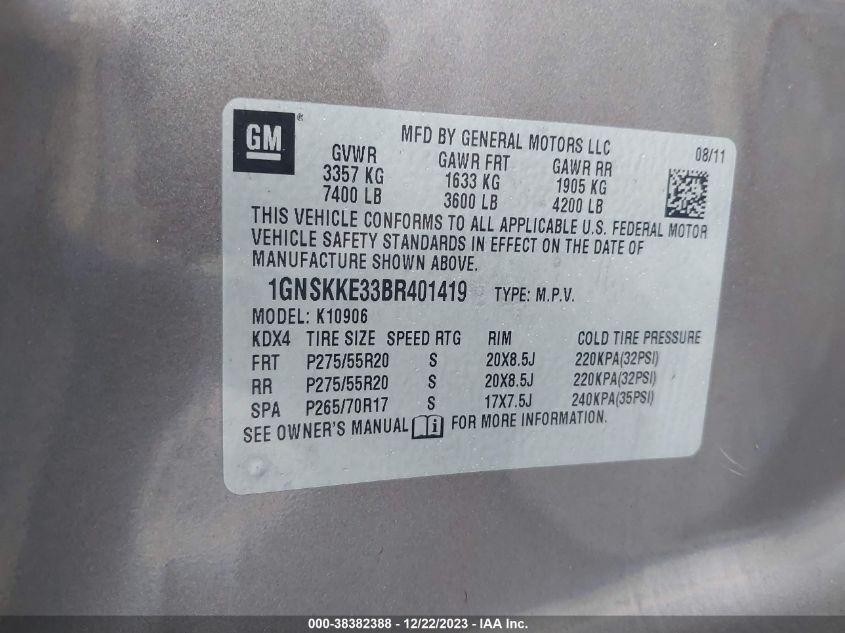 GM®
MFD BY GENERAL MOTORS LLC 08/11
GVWR GAWR FRT GAWR RR
3357 KG 1633 KG 1905 KG
7400 LB 3600 LB 4200 LB
THIS VEHICLE CONFORMS TO ALL APPLICABLE U.S. FEDERAL MOTOR
VEHICLE SAFETY STANDARDS IN EFFECT ON THE DATE OF
MANUFACTURE SHOWN ABOVE.
1GNSKKE33BR401419 TYPE: M.P.V.
MODEL: K10906
KDX4 TIRE SIZE SPEED RTG RIM COLD TIRE PRESSURE
FRT P275/55R20 S 20X8.5J 220KPA(32PSI)
RR P275/55R20 S 20X8.5J 220KPA(32PSI)
SPA P265/70R17 S 17X7.5J 240KPA(35PSI)
SEE OWNER'S MANUAL i FOR MORE INFORMATION.
000-38382388 - 12/22/2023 - IAA Inc.